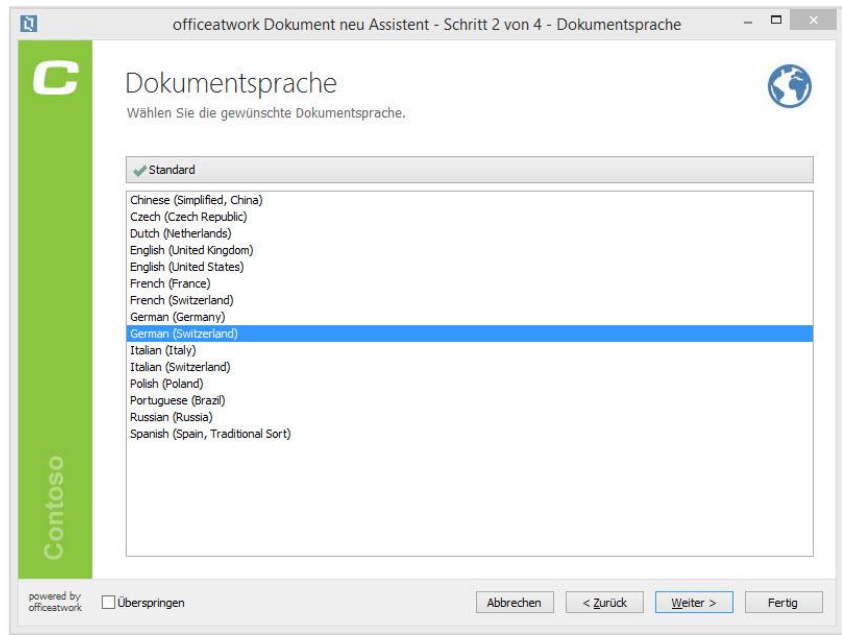 officeatwork Dokument neu Assistent - Schritt 2 von 4 - Dokumentsprache
C
Dokumentsprache
Wählen Sie die gewünschte Dokumentsprache.
Standard
Chinese (Simplified, China)
Czech (Czech Republic)
Dutch (Netherlands)
English (United Kingdom)
English (United States)
French (France)
French (Switzerland)
German (Germany)
German (Switzerland)
Italian (Italy)
Italian (Switzerland)
Polish (Poland)
Portuguese (Brazil)
Russian (Russia)
Spanish (Spain, Traditional Sort)
Contoso
powered by
officeatwork
Überspringen
Abbrechen
< Zurück
Weiter >
Fertig